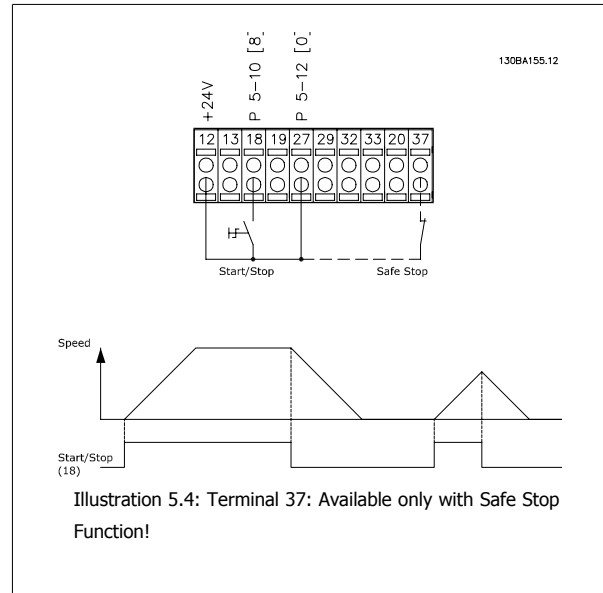 130BA155.12
+24V
P 5-10 [8]
P 5-12 [0]
12 13 18 19 27 29 32 33 20 37
Start/Stop
Safe Stop
Speed
Start/Stop
(18)
Illustration 5.4: Terminal 37: Available only with Safe Stop
Function!